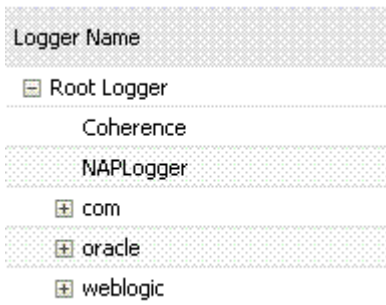 Logger Name
Root Logger
Coherence
NAPLogger
com
oracle
weblogic